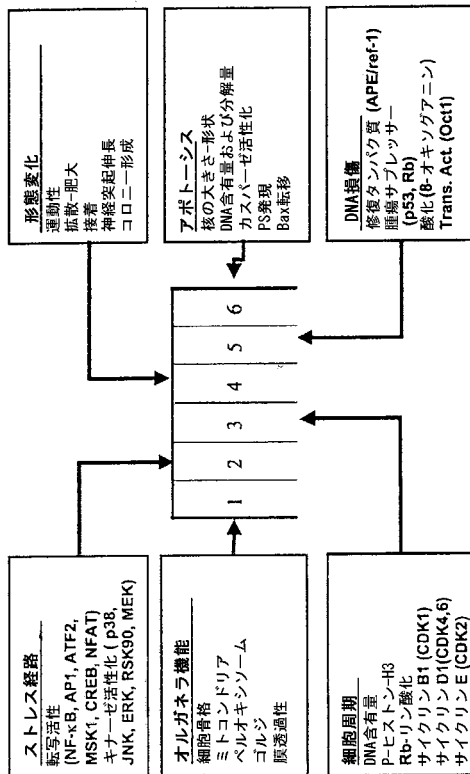 ストレス経路
転写活性
(NF-κB, AP1, ATF2,
MSK1, CREB, NFAT)
キナーゼ活性化 ( p38,
JNK, ERK, RSK90, MEK)
形態変化
運動性
拡散-肥大
接着
神経突起伸長
コロニー形成
オルガネラ機能
細胞骨格
ミトコンドリア
ペルオキシソーム
ゴルジ
膜透過性
1 2 3 4 5 6
アポトーシス
核の大きさ-形状
DNA含有量および分解量
カスパーゼ活性化
PS発現
Bax転移
細胞周期
DNA含有量
P-ヒストン-H3
Rb-リン酸化
サイクリン B1 (CDK1)
サイクリン D1(CDK4,6)
サイクリン E (CDK2)
DNA損傷
修復タンパク質 (APE/ref-1)
腫瘍サプレッサー
(p53, Rb)
酸化 (8-オキソグアニン)
Trans. Act. (Oct1)